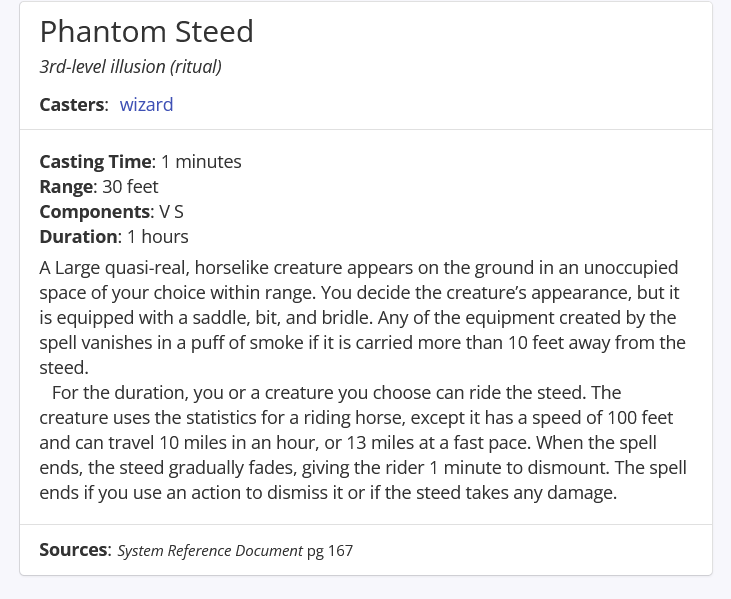 Phantom Steed
3rd-level illusion (ritual)
Casters: wizard
Casting Time: 1 minutes
Range: 30 feet
Components: V S
Duration: 1 hours
A Large quasi-real, horselike creature appears on the ground in an unoccupied
space of your choice within range. You decide the creature’s appearance, but it
is equipped with a saddle, bit, and bridle. Any of the equipment created by the
spell vanishes in a puff of smoke if it is carried more than 10 feet away from the
steed.
For the duration, you or a creature you choose can ride the steed. The
creature uses the statistics for a riding horse, except it has a speed of 100 feet
and can travel 10 miles in an hour, or 13 miles at a fast pace. When the spell
ends, the steed gradually fades, giving the rider 1 minute to dismount. The spell
ends if you use an action to dismiss it or if the steed takes any damage.
Sources: System Reference Document pg 167